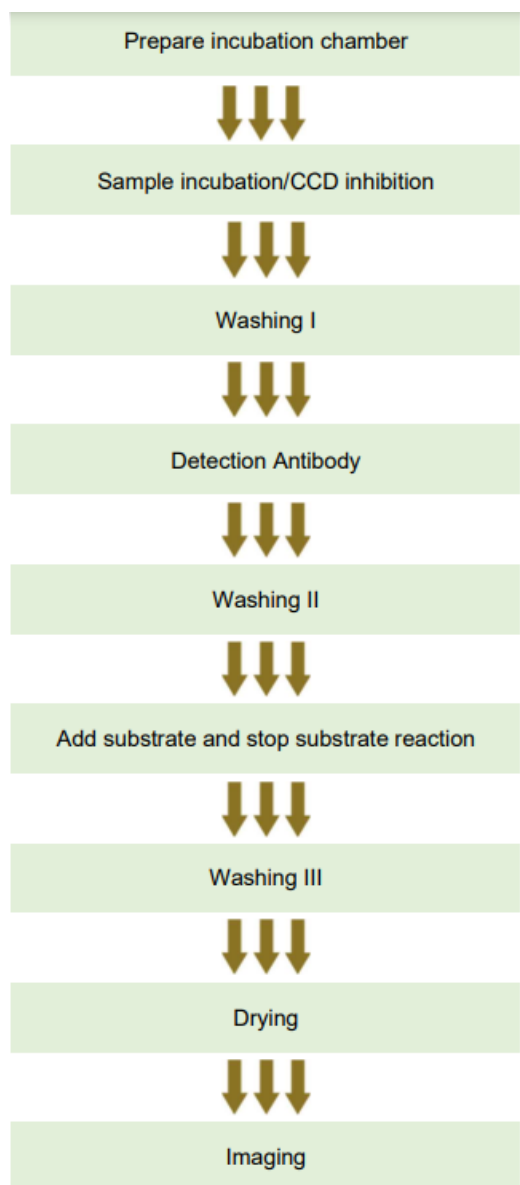 Prepare incubation chamber
Sample incubation/CCD inhibition
Washing I
Detection Antibody
Washing II
Add substrate and stop substrate reaction
Washing III
Drying
Imaging